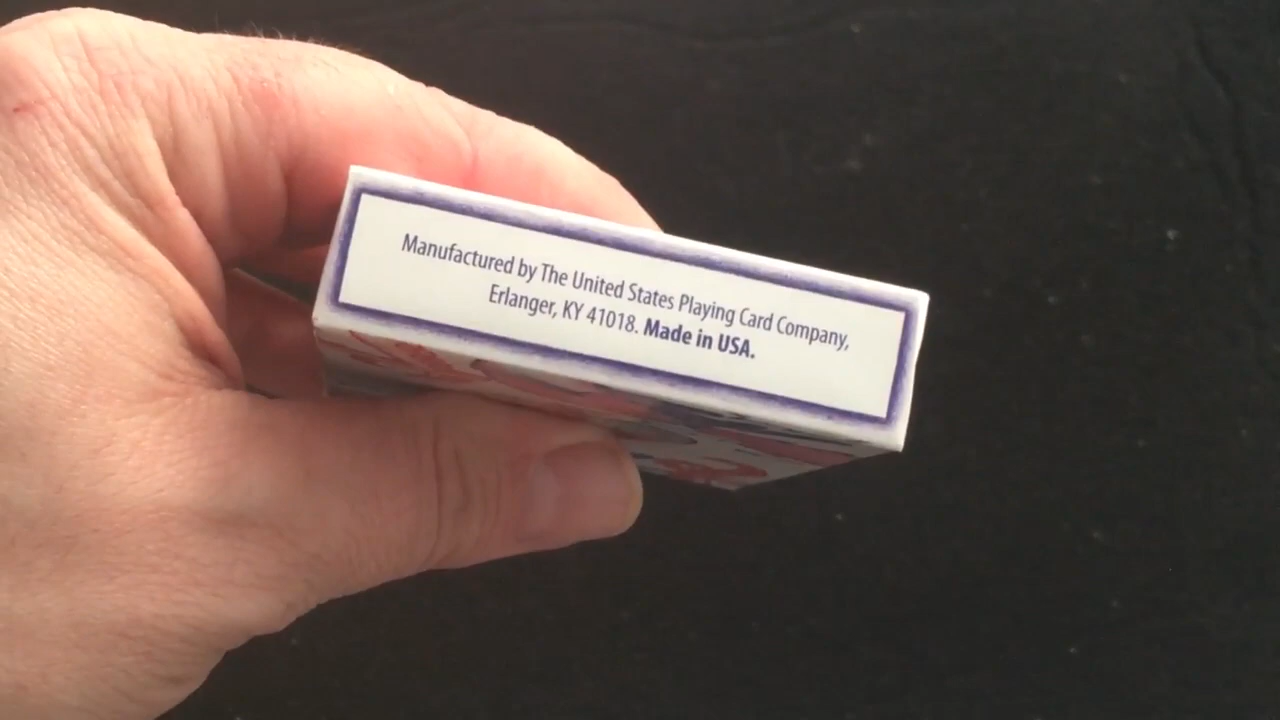 Manufactured by The United States Playing Card Company,
Erlanger, KY 41018. Made in USA.